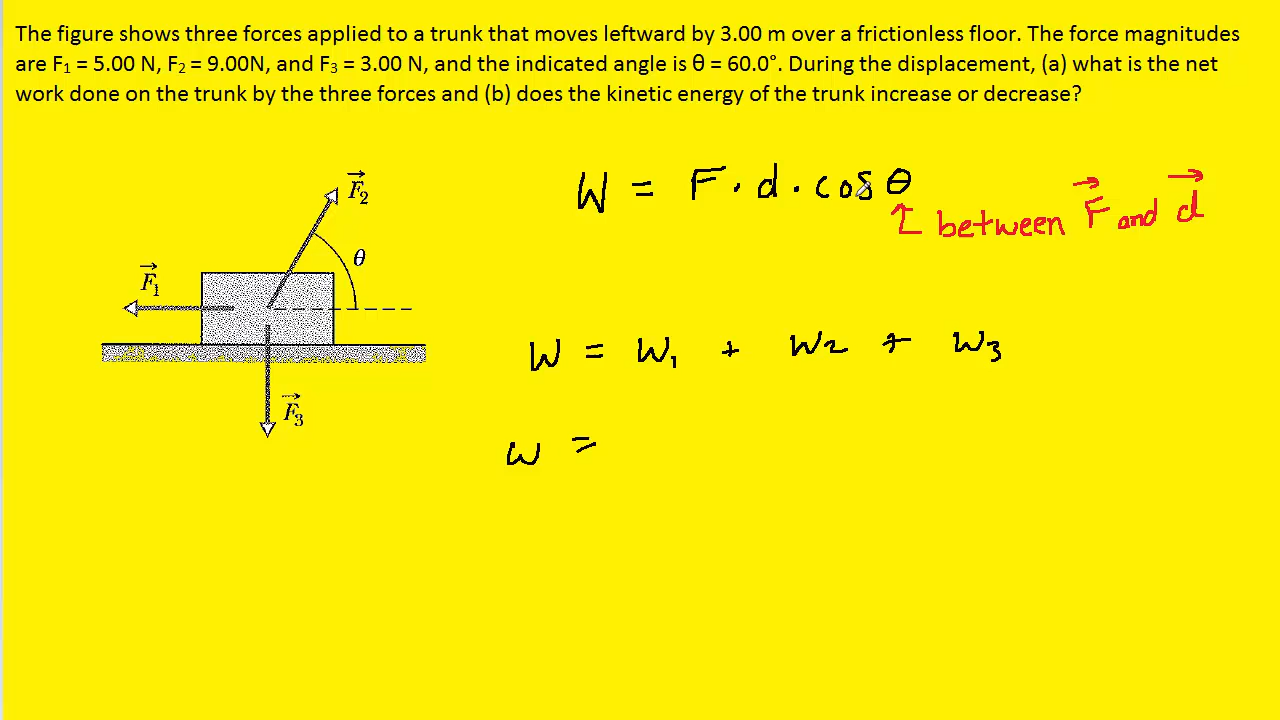 The figure shows three forces applied to a trunk that moves leftward by 3.00 m over a frictionless floor. The force magnitudes
are F₁ = 5.00 N, F₂ = 9.00N, and F₃ = 3.00 N, and the indicated angle is θ = 60.0°. During the displacement, (a) what is the net
work done on the trunk by the three forces and (b) does the kinetic energy of the trunk increase or decrease?
W = F · d · cos θ
between F⃗ and d⃗
F⃗₂
θ
F⃗₁
W = W₁ + W₂ + W₃
F⃗₃
W =